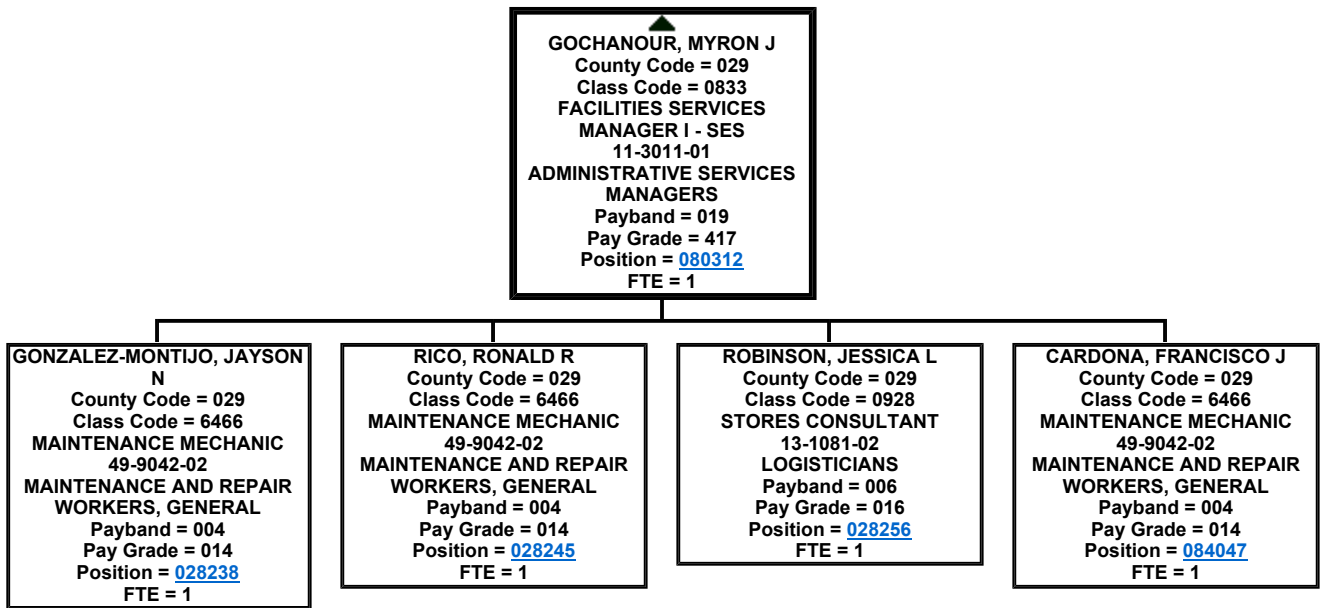 GOCHANOUR, MYRON J
County Code = 029
Class Code = 0833
FACILITIES SERVICES
MANAGER I - SES
11-3011-01
ADMINISTRATIVE SERVICES
MANAGERS
Payband = 019
Pay Grade = 417
Position = 080312
FTE = 1
GONZALEZ-MONTIJO, JAYSON
N
County Code = 029
Class Code = 6466
MAINTENANCE MECHANIC
49-9042-02
MAINTENANCE AND REPAIR
WORKERS, GENERAL
Payband = 004
Pay Grade = 014
Position = 028238
FTE = 1
RICO, RONALD R
County Code = 029
Class Code = 6466
MAINTENANCE MECHANIC
49-9042-02
MAINTENANCE AND REPAIR
WORKERS, GENERAL
Payband = 004
Pay Grade = 014
Position = 028245
FTE = 1
ROBINSON, JESSICA L
County Code = 029
Class Code = 0928
STORES CONSULTANT
13-1081-02
LOGISTICIANS
Payband = 006
Pay Grade = 016
Position = 028256
FTE = 1
CARDONA, FRANCISCO J
County Code = 029
Class Code = 6466
MAINTENANCE MECHANIC
49-9042-02
MAINTENANCE AND REPAIR
WORKERS, GENERAL
Payband = 004
Pay Grade = 014
Position = 084047
FTE = 1